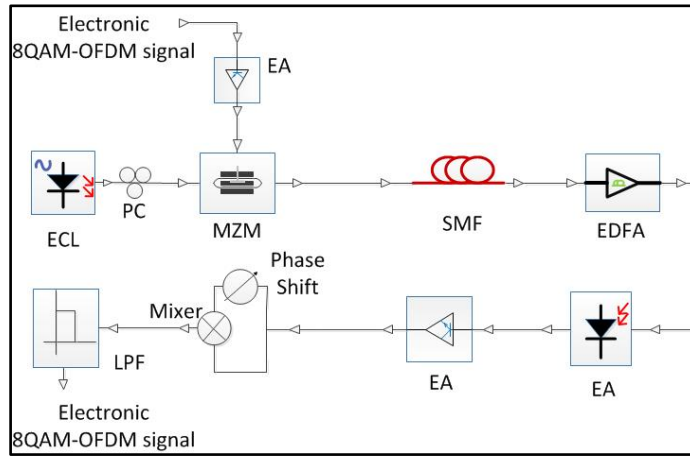 Electronic
8QAM-OFDM signal
EA
ECL
PC
MZM
SMF
EDFA
Phase
Shift
Mixer
LPF
EA
EA
Electronic
8QAM-OFDM signal